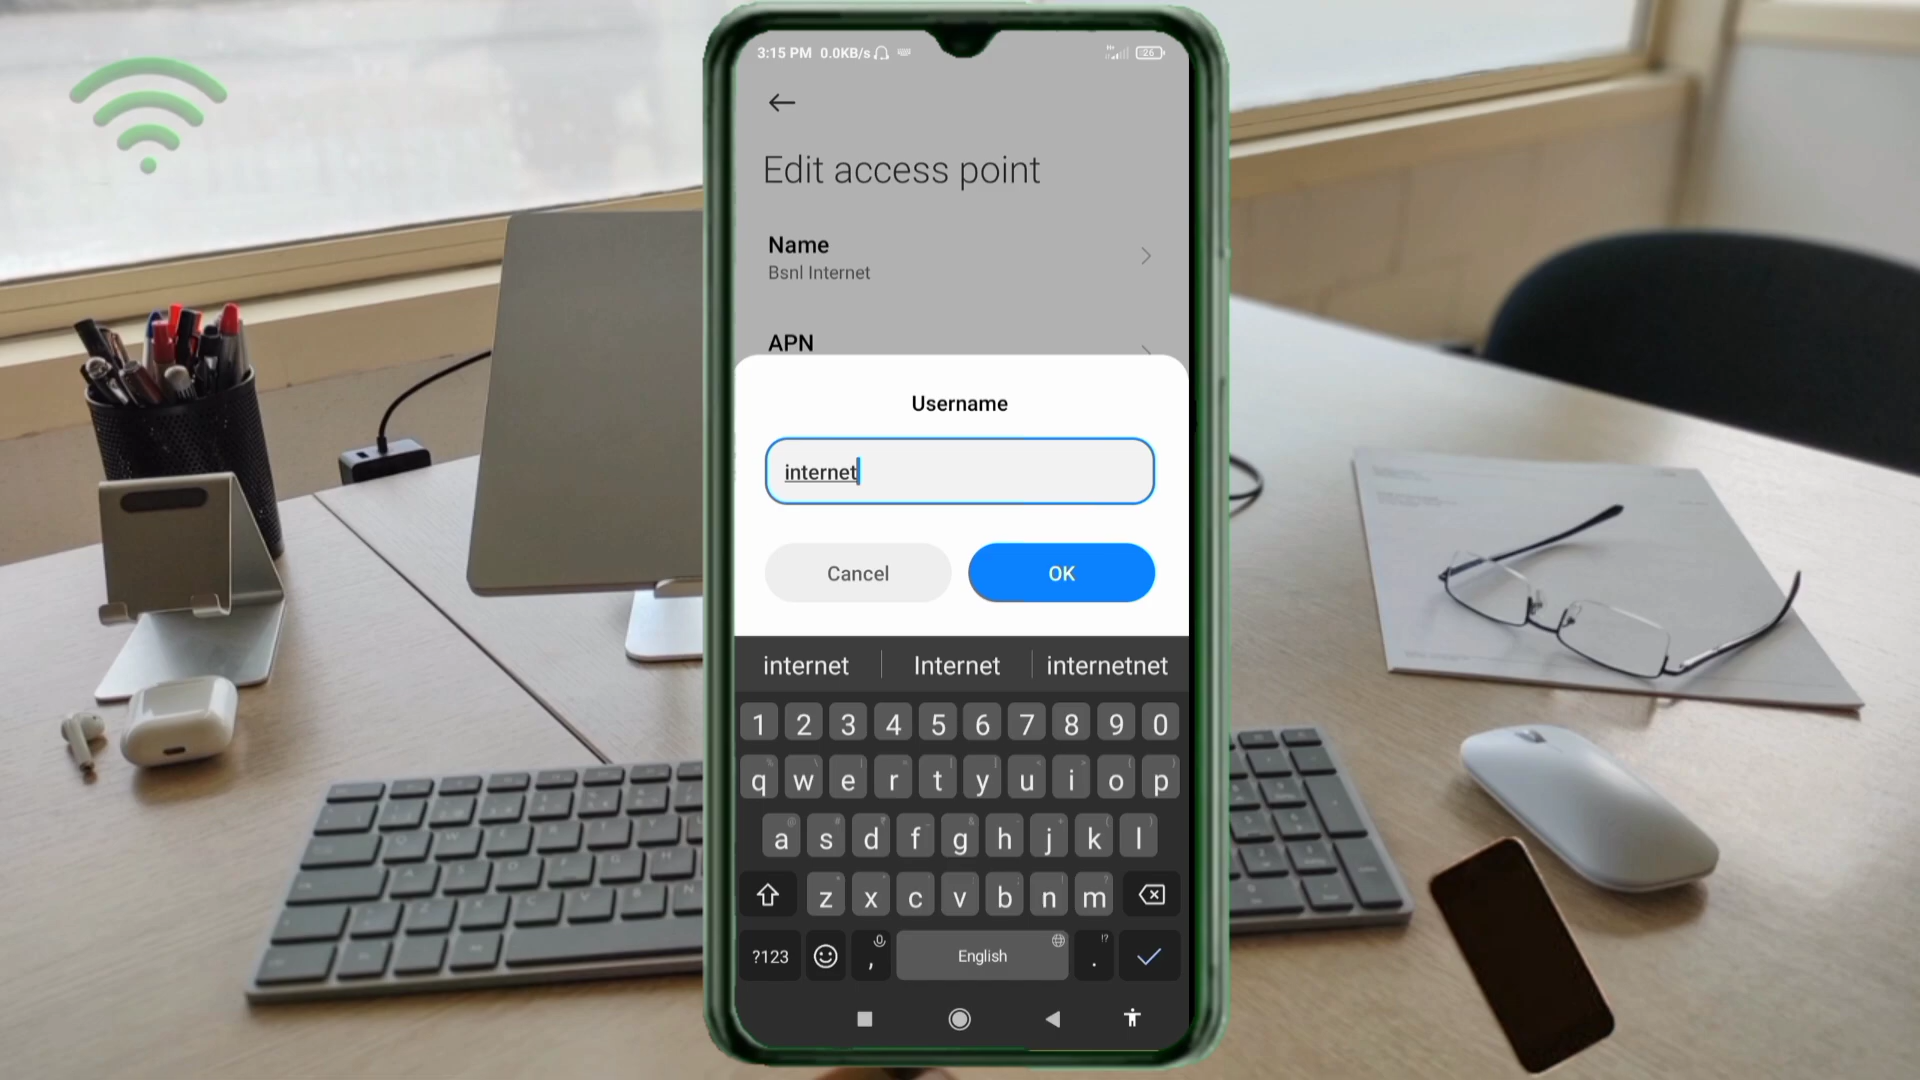 3:15 PM 0.0KB/s 26
Edit access point
Name
Bsnl Internet
APN
Username
internet
Cancel OK
internet Internet internetnet
1 2 3 4 5 6 7 8 9 0
q w e r t y u i o p
a s d f g h j k l
z x c v b n m
?123 , English .